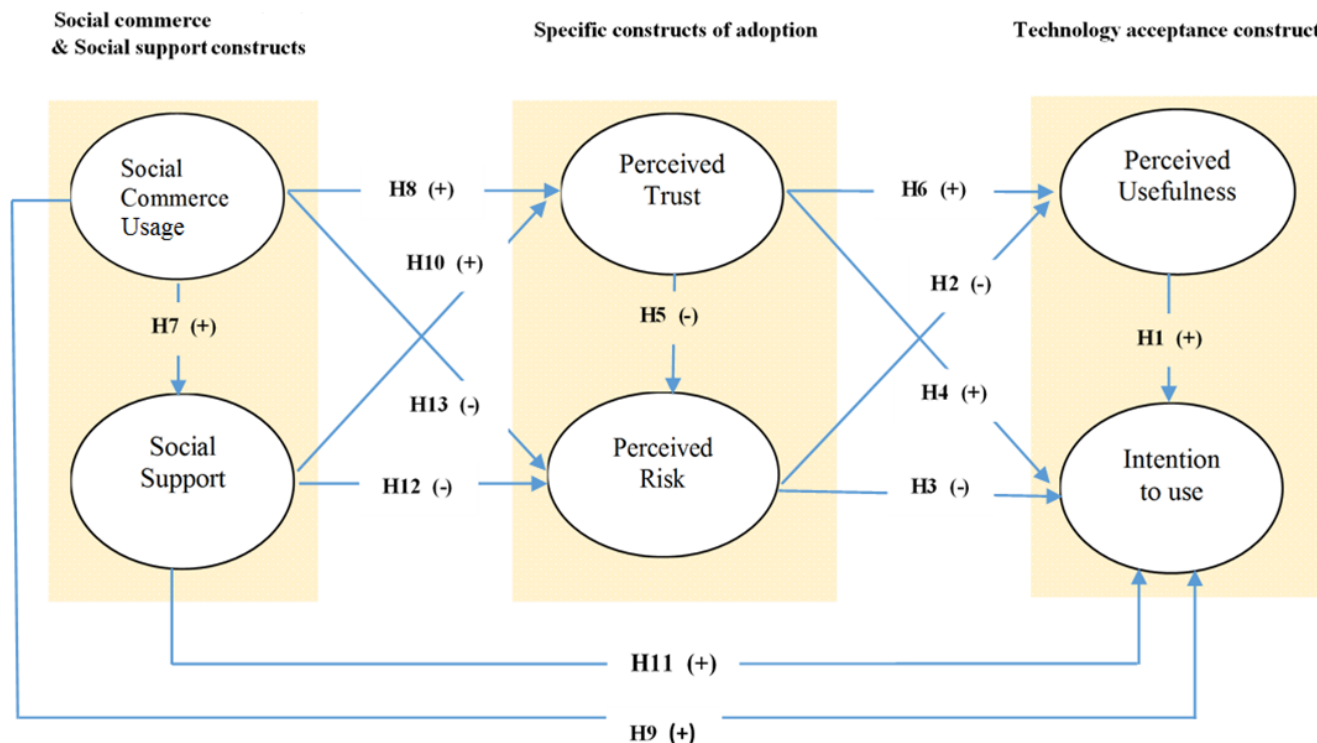 Social commerce
& Social support constructs
Specific constructs of adoption
Technology acceptance construct
Social
Commerce
Usage
H8 (+)
Perceived
Trust
H6 (+)
Perceived
Usefulness
H10 (+)
H2 (-)
H7 (+)
H5 (-)
H1 (+)
H13 (-)
H4 (+)
Social
Support
H12 (-)
Perceived
Risk
H3 (-)
Intention
to use
H11 (+)
H9 (+)